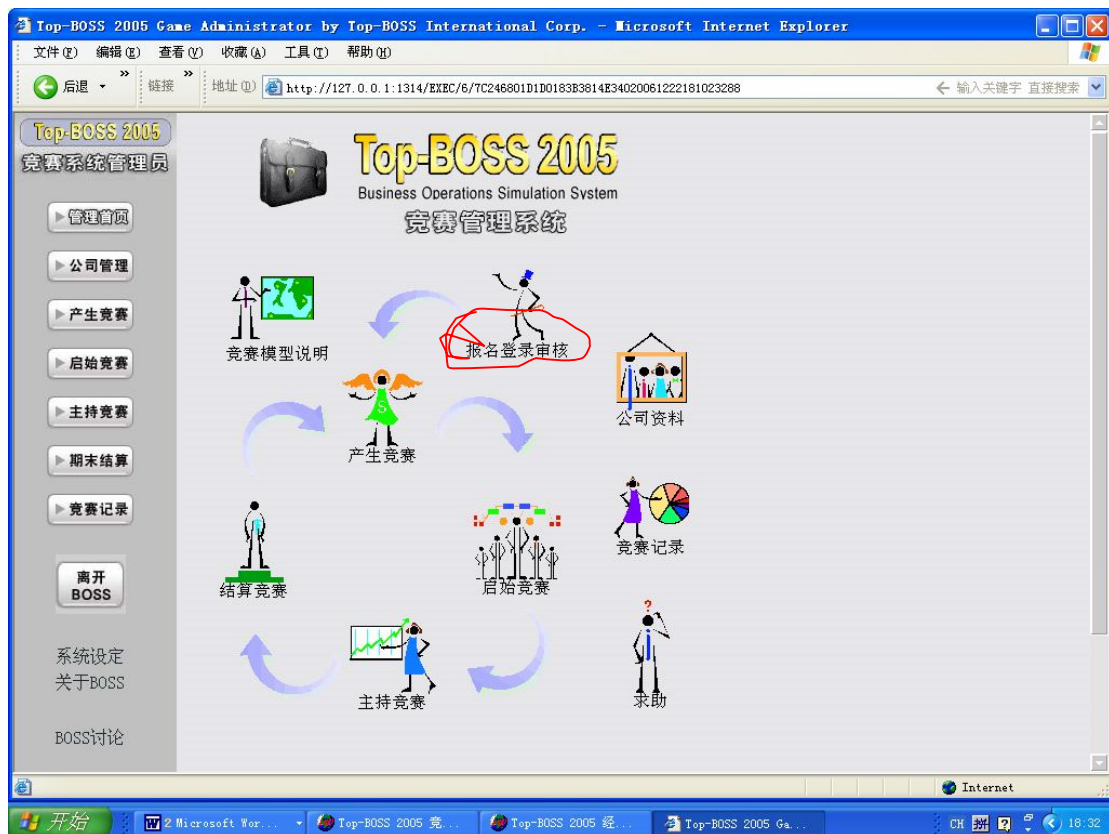 Top-BOSS 2005 Game Administrator by Top-BOSS International Corp. - Microsoft Internet Explorer
文件(F) 编辑(E) 查看(V) 收藏(A) 工具(T) 帮助(H)
后退 » 链接 » 地址(D) http://127.0.0.1:1314/EXEC/6/7C246801D1D0183B3814E34020061222181023288 输入关键字 直接搜索
Top-BOSS 2005
竞赛系统管理员
管理首页
公司管理
产生竞赛
启始竞赛
主持竞赛
期末结算
竞赛记录
离开
BOSS
系统设定
关于BOSS
BOSS讨论
Top-BOSS 2005
Business Operations Simulation System
竞赛管理系统
竞赛模型说明
报名登录审核
公司资料
S
产生竞赛
竞赛记录
结算竞赛
启始竞赛
?
主持竞赛
求助
Internet
开始 2 Microsoft Wor... Top-BOSS 2005 竞... Top-BOSS 2005 经... Top-BOSS 2005 Ga... CH 拼 ? 18:32